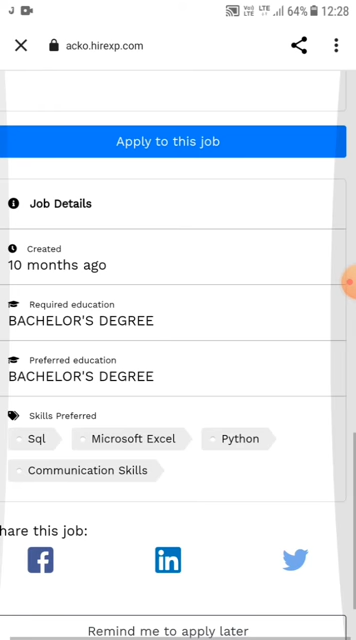 J
Vo)
LTE
LTE
64%
12:28
acko.hirexp.com
Apply to this job
Job Details
Created
10 months ago
Required education
BACHELOR'S DEGREE
Preferred education
BACHELOR'S DEGREE
Skills Preferred
Sql
Microsoft Excel
Python
Communication Skills
hare this job:
Remind me to apply later